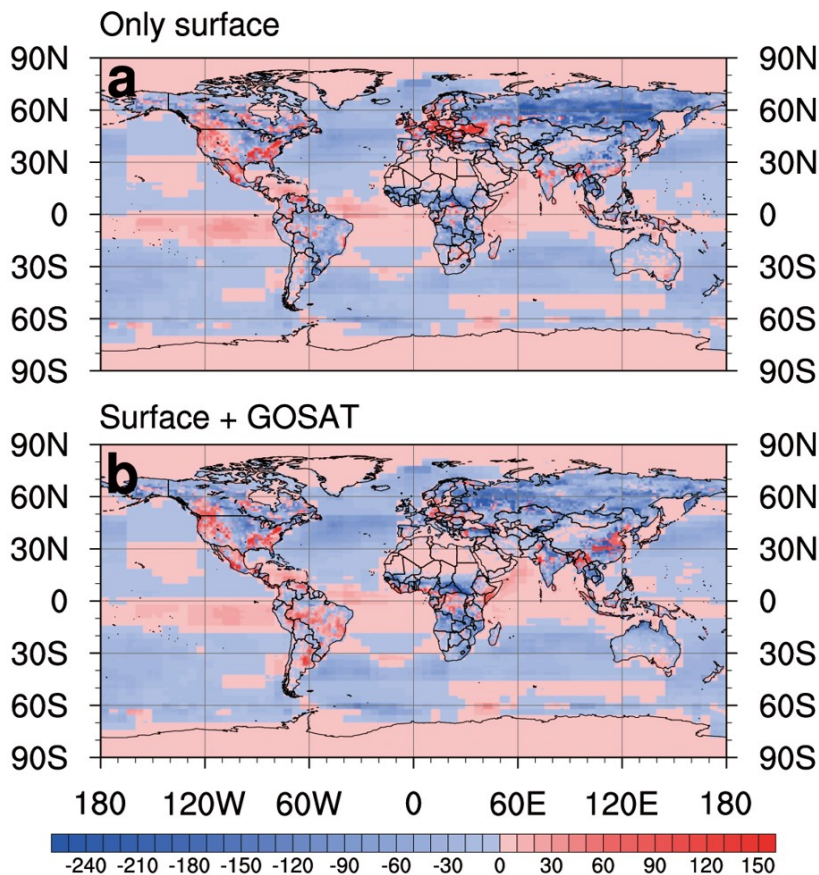 Only surface
90N 90N
a
60N 60N
30N 30N
0 0
30S 30S
60S 60S
90S 90S
Surface + GOSAT
90N 90N
b
60N 60N
30N 30N
0 0
30S 30S
60S 60S
90S 90S
180 120W 60W 0 60E 120E 180
-240 -210 -180 -150 -120 -90 -60 -30 0 30 60 90 120 150